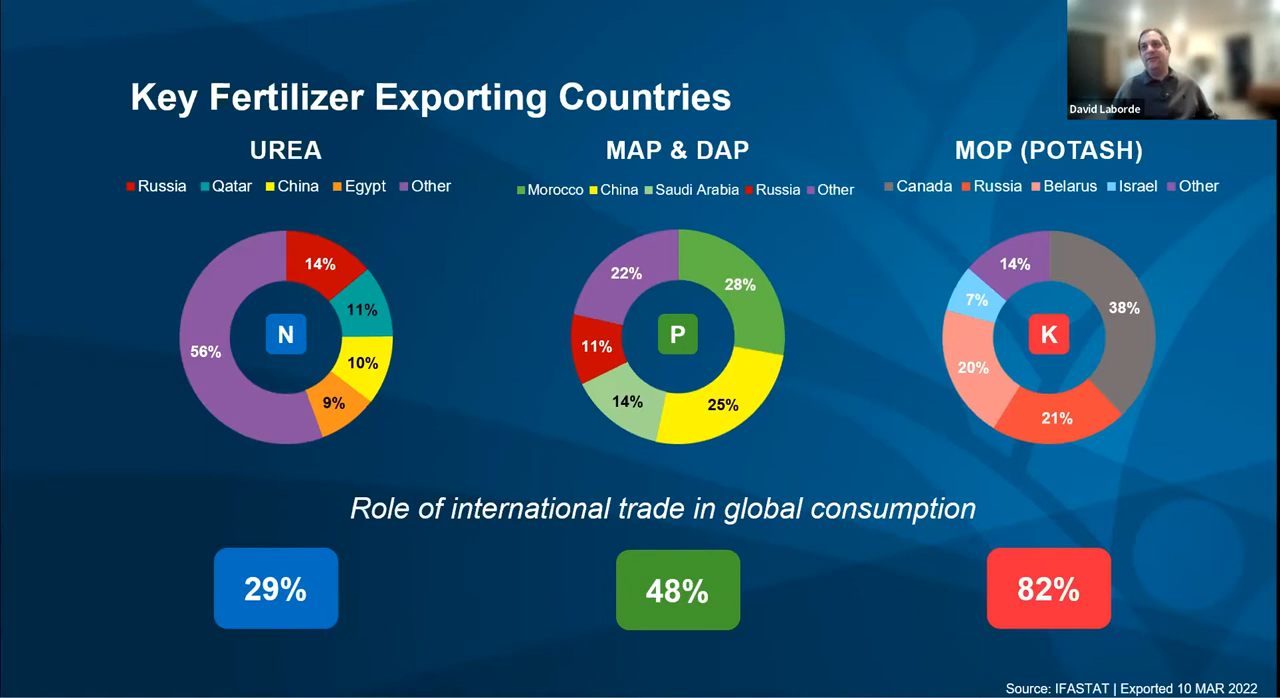 David Laborde
Key Fertilizer Exporting Countries
UREA
Russia Qatar China Egypt Other
14%
11%
10%
9%
56%
N
MAP & DAP
Morocco China Saudi Arabia Russia Other
28%
25%
14%
11%
22%
P
MOP (POTASH)
Canada Russia Belarus Israel Other
38%
21%
20%
7%
14%
K
Role of international trade in global consumption
29%
48%
82%
Source: IFASTAT | Exported 10 MAR 2022